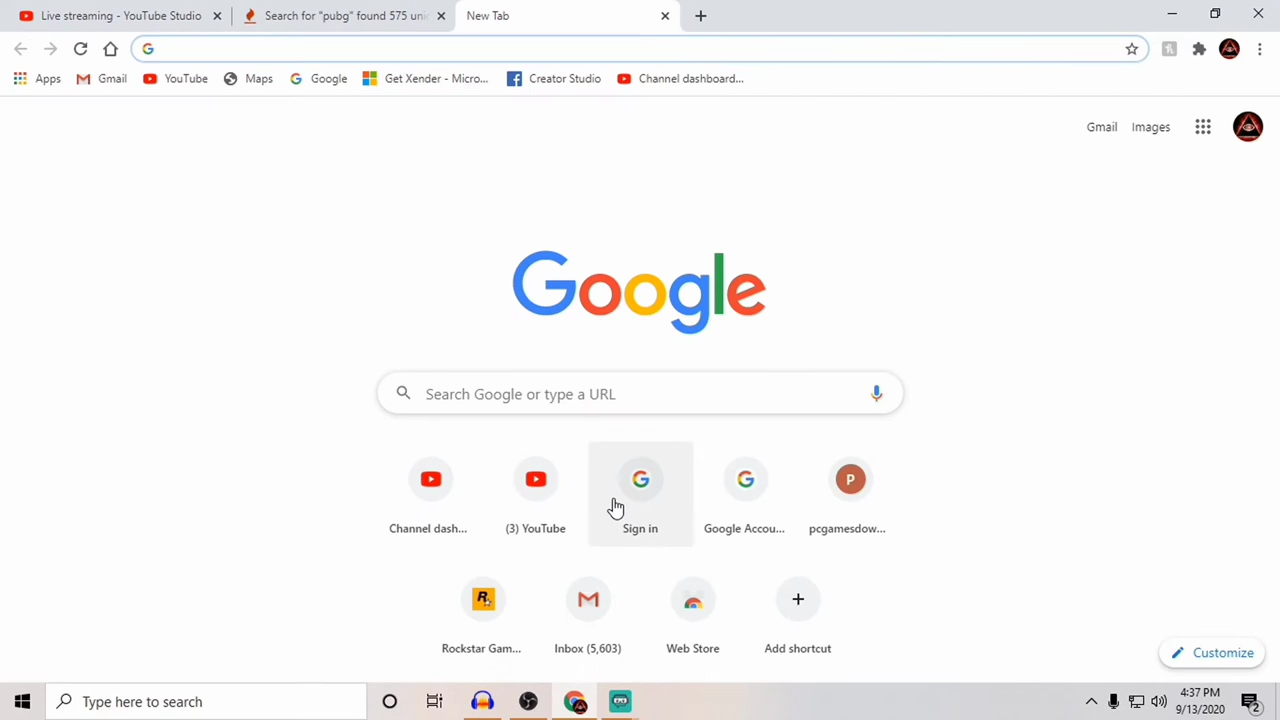 Live streaming - YouTube Studio
Search for "pubg" found 575 uni
New Tab
Apps
Gmail
YouTube
Maps
Google
Get Xender - Micro...
Creator Studio
Channel dashboard...
Gmail
Images
Google
Search Google or type a URL
Channel dash...
(3) YouTube
Sign in
Google Accou...
P
pcgamesdow...
Rockstar Gam...
Inbox (5,603)
Web Store
Add shortcut
Customize
Type here to search
4:37 PM
9/13/2020
2